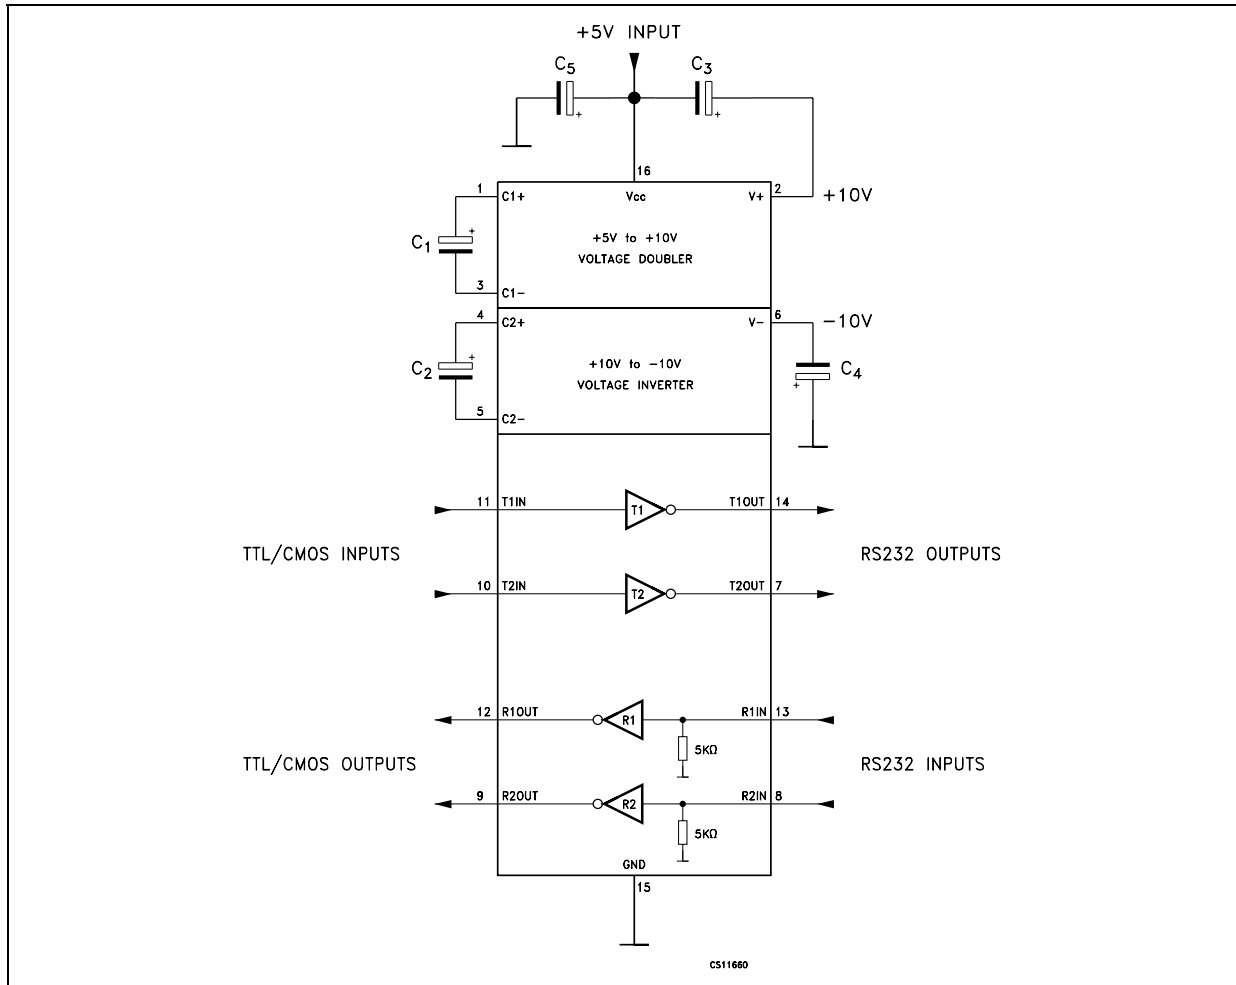 +5V INPUT
C5 C3
+ +
16
1 C1+ Vcc V+ 2 +10V
+
C1 +5V to +10V
VOLTAGE DOUBLER
3 C1-
4 C2+ V- 6 -10V
+
C2 +10V to -10V C4
VOLTAGE INVERTER +
5 C2-
11 T1IN T1 T1OUT 14
TTL/CMOS INPUTS RS232 OUTPUTS
10 T2IN T2 T2OUT 7
12 R1OUT R1 R1IN 13
5KΩ
TTL/CMOS OUTPUTS RS232 INPUTS
9 R2OUT R2 R2IN 8
5KΩ
GND
15
CS11660